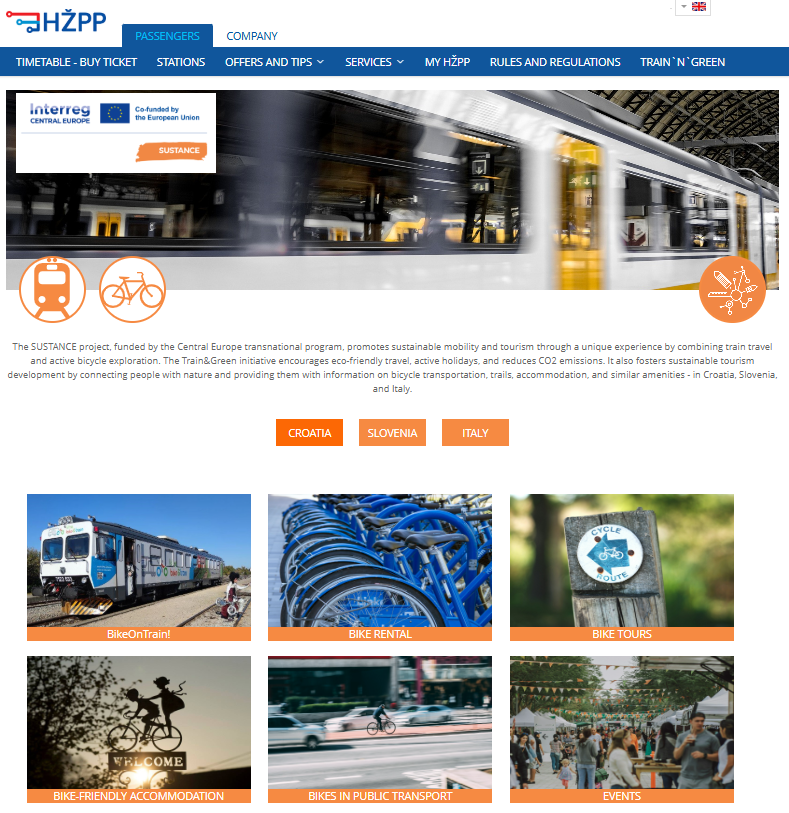 HŽPP
PASSENGERS
COMPANY
TIMETABLE - BUY TICKET
STATIONS
OFFERS AND TIPS
SERVICES
MY HŽPP
RULES AND REGULATIONS
TRAIN`N`GREEN
Interreg
CENTRAL EUROPE
Co-funded by
the European Union
SUSTANCE
The SUSTANCE project, funded by the Central Europe transnational program, promotes sustainable mobility and tourism through a unique experience by combining train travel
and active bicycle exploration. The Train&Green initiative encourages eco-friendly travel, active holidays, and reduces CO2 emissions. It also fosters sustainable tourism
development by connecting people with nature and providing them with information on bicycle transportation, trails, accommodation, and similar amenities - in Croatia, Slovenia,
and Italy.
CROATIA
SLOVENIA
ITALY
CYCLE
ROUTE
BikeOnTrain!
BIKE RENTAL
BIKE TOURS
WELCOME
BIKE-FRIENDLY ACCOMMODATION
BIKES IN PUBLIC TRANSPORT
EVENTS